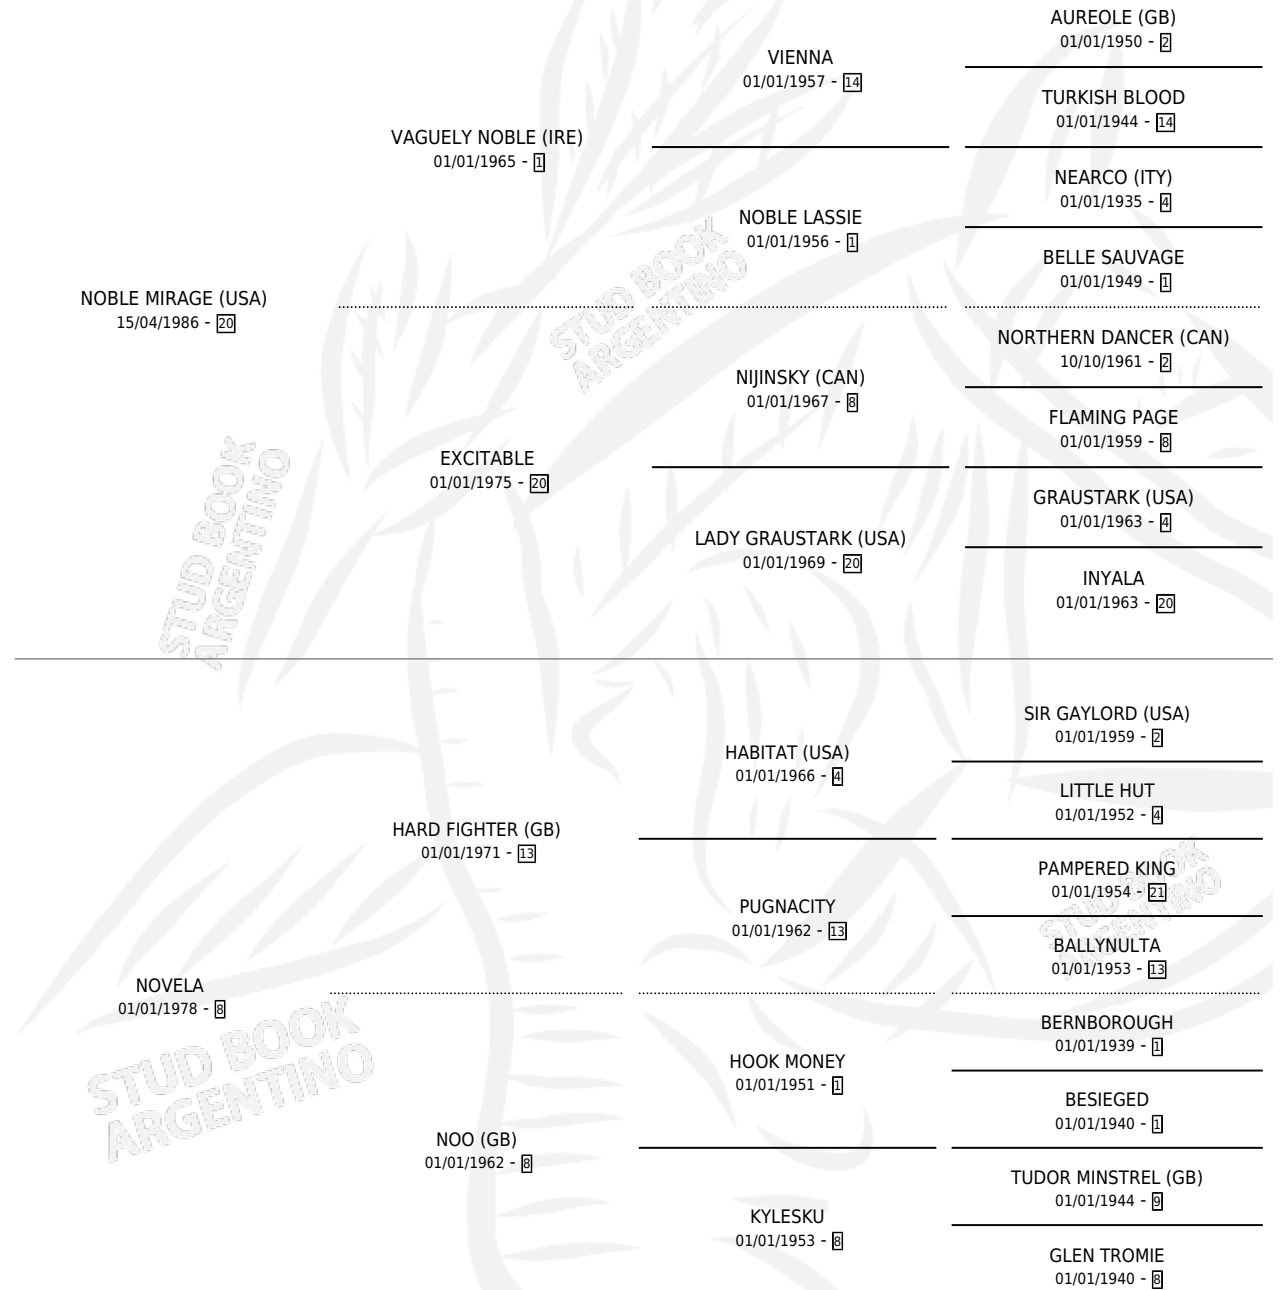 AUREOLE (GB)
01/01/1950 - 2
VIENNA
01/01/1957 - 14
TURKISH BLOOD
01/01/1944 - 14
VAGUELY NOBLE (IRE)
01/01/1965 - 1
NEARCO (ITY)
01/01/1935 - 4
NOBLE LASSIE
01/01/1956 - 1
BELLE SAUVAGE
01/01/1949 - 1
NOBLE MIRAGE (USA)
15/04/1986 - 20
NORTHERN DANCER (CAN)
10/10/1961 - 2
NIJINSKY (CAN)
01/01/1967 - 8
FLAMING PAGE
01/01/1959 - 8
EXCITABLE
01/01/1975 - 20
GRAUSTARK (USA)
01/01/1963 - 4
LADY GRAUSTARK (USA)
01/01/1969 - 20
INYALA
01/01/1963 - 20
STUD BOOK
ARGENTINO
STUD BOOK
ARGENTINO
SIR GAYLORD (USA)
01/01/1959 - 2
HABITAT (USA)
01/01/1966 - 4
LITTLE HUT
01/01/1952 - 4
HARD FIGHTER (GB)
01/01/1971 - 13
PAMPERED KING
01/01/1954 - 21
PUGNACITY
01/01/1962 - 13
BALLYNULTA
01/01/1953 - 13
NOVELA
01/01/1978 - 8
BERNBOROUGH
01/01/1939 - 1
HOOK MONEY
01/01/1951 - 1
BESIEGED
01/01/1940 - 1
NOO (GB)
01/01/1962 - 8
TUDOR MINSTREL (GB)
01/01/1944 - 9
KYLESKU
01/01/1953 - 8
GLEN TROMIE
01/01/1940 - 8
STUD BOOK
ARGENTINO
STUD BOOK
ARGENTINO